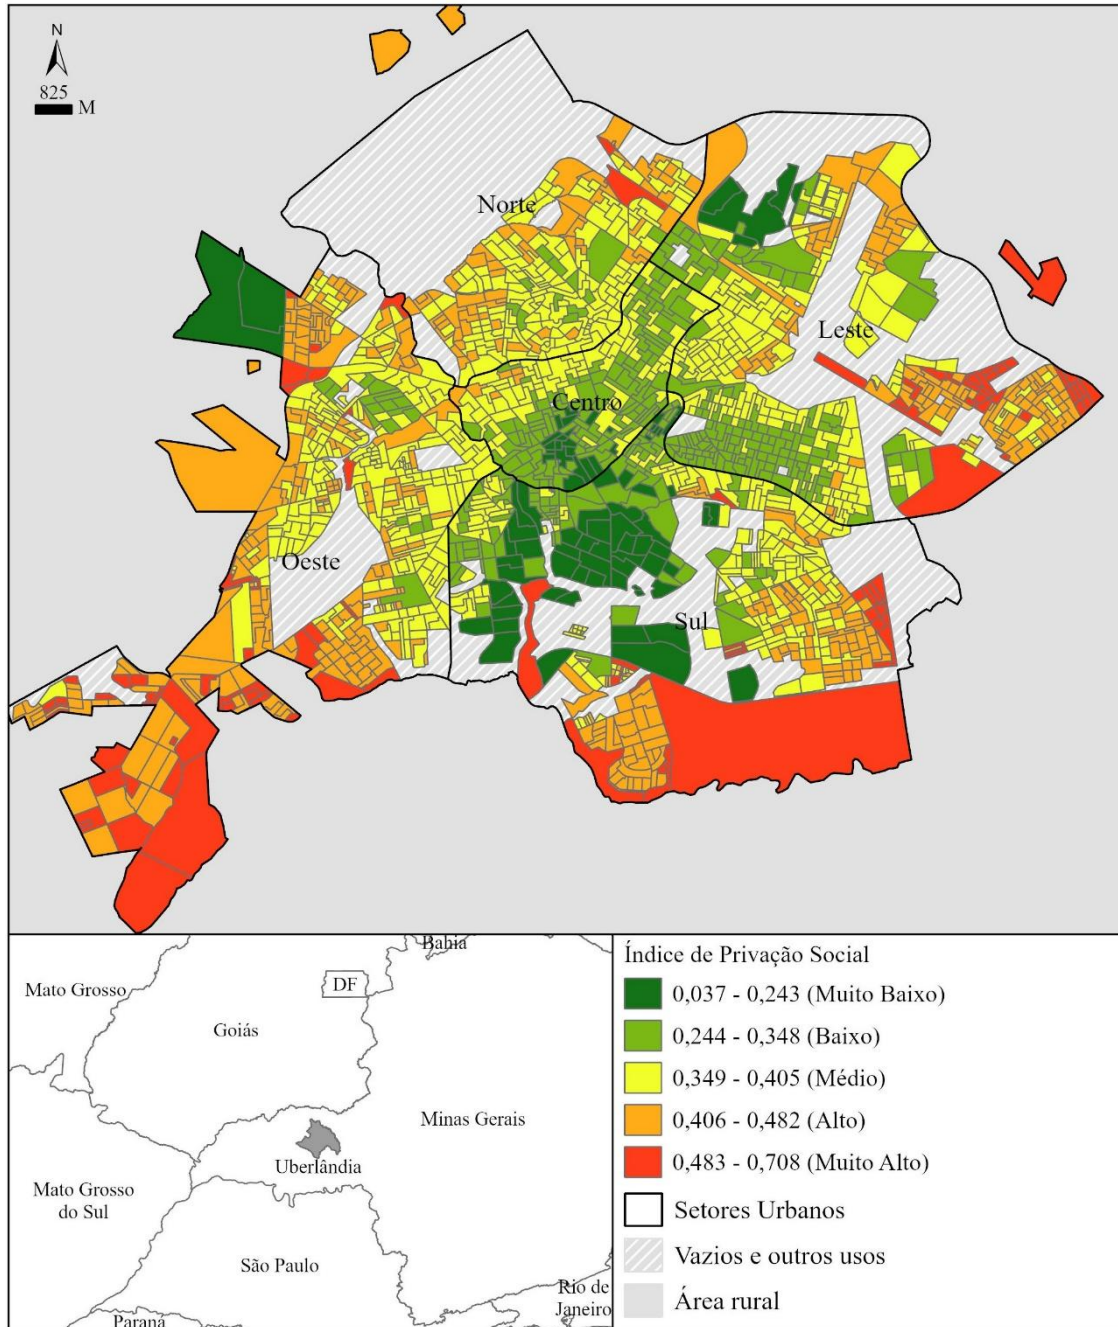 N
825
M
Norte
Leste
Centro
Oeste
Sul
Bahia
Mato Grosso
DF
Goiás
Minas Gerais
Uberlândia
Mato Grosso
do Sul
São Paulo
Rio de
Janeiro
Paraná
Índice de Privação Social
0,037 - 0,243 (Muito Baixo)
0,244 - 0,348 (Baixo)
0,349 - 0,405 (Médio)
0,406 - 0,482 (Alto)
0,483 - 0,708 (Muito Alto)
Setores Urbanos
Vazios e outros usos
Área rural